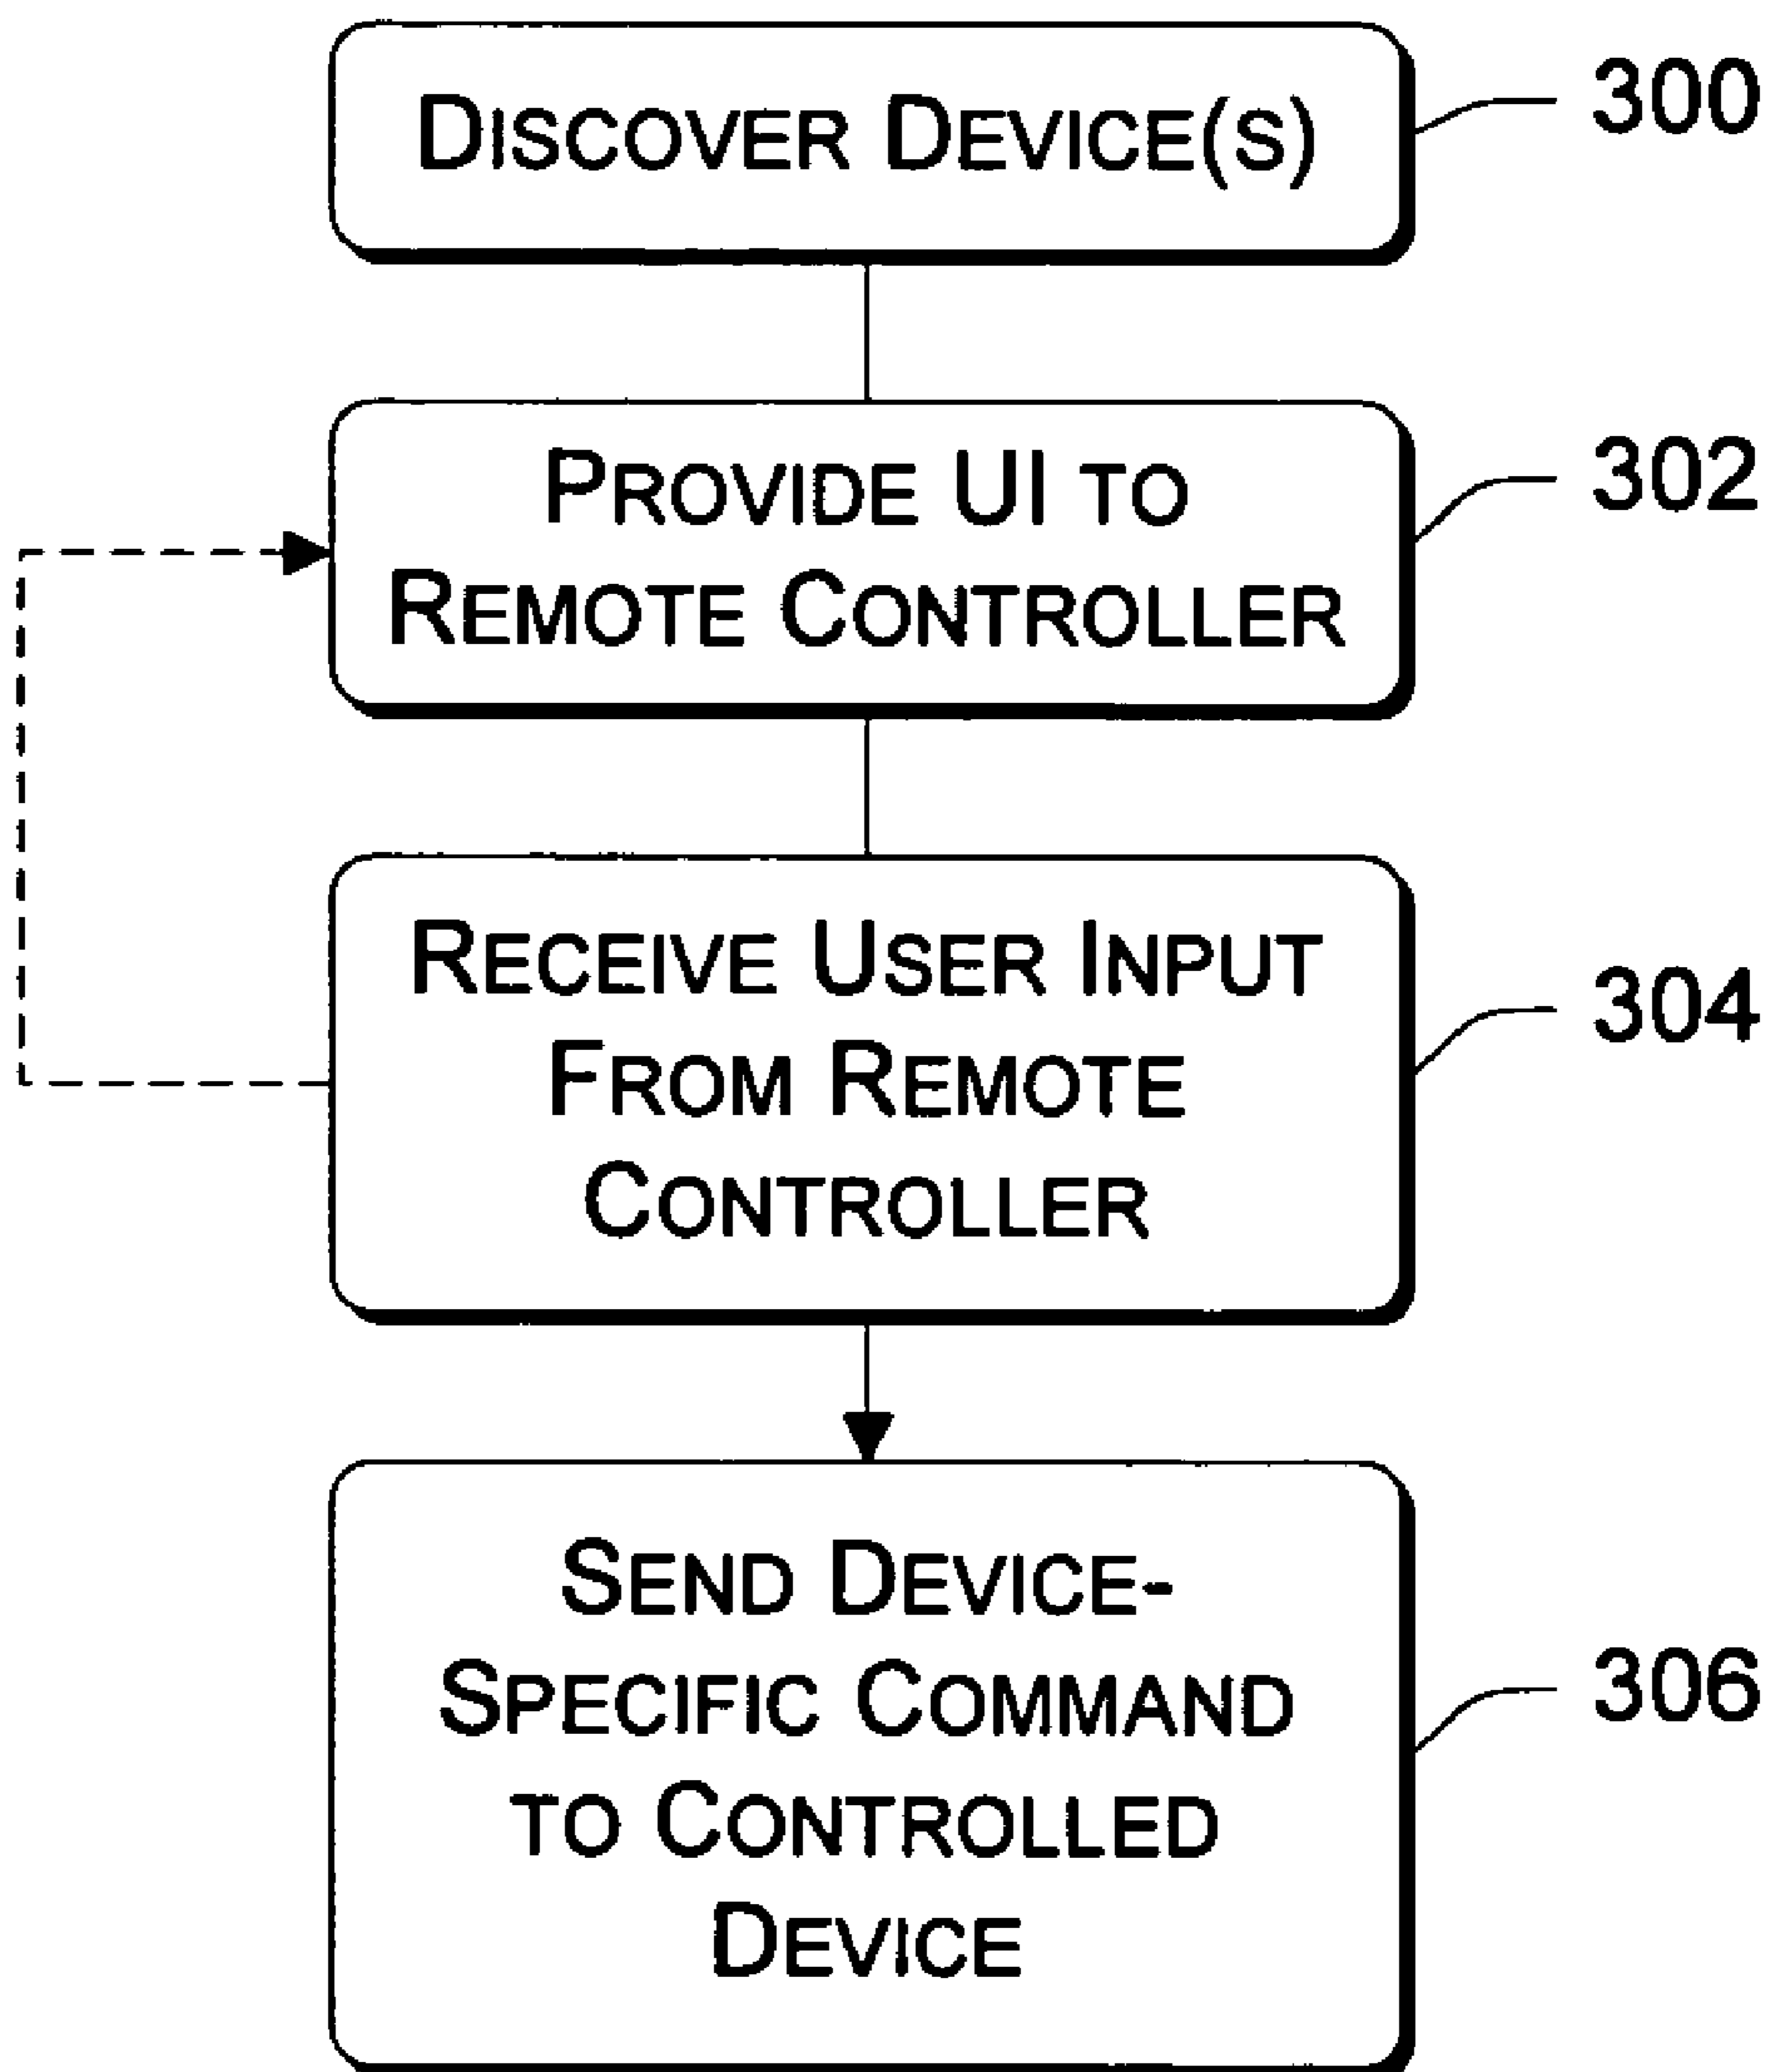 DISCOVER DEVICE(S)
300
PROVIDE UI TO
REMOTE CONTROLLER
302
RECEIVE USER INPUT
FROM REMOTE
CONTROLLER
304
SEND DEVICE-
SPECIFIC COMMAND
TO CONTROLLED
DEVICE
306